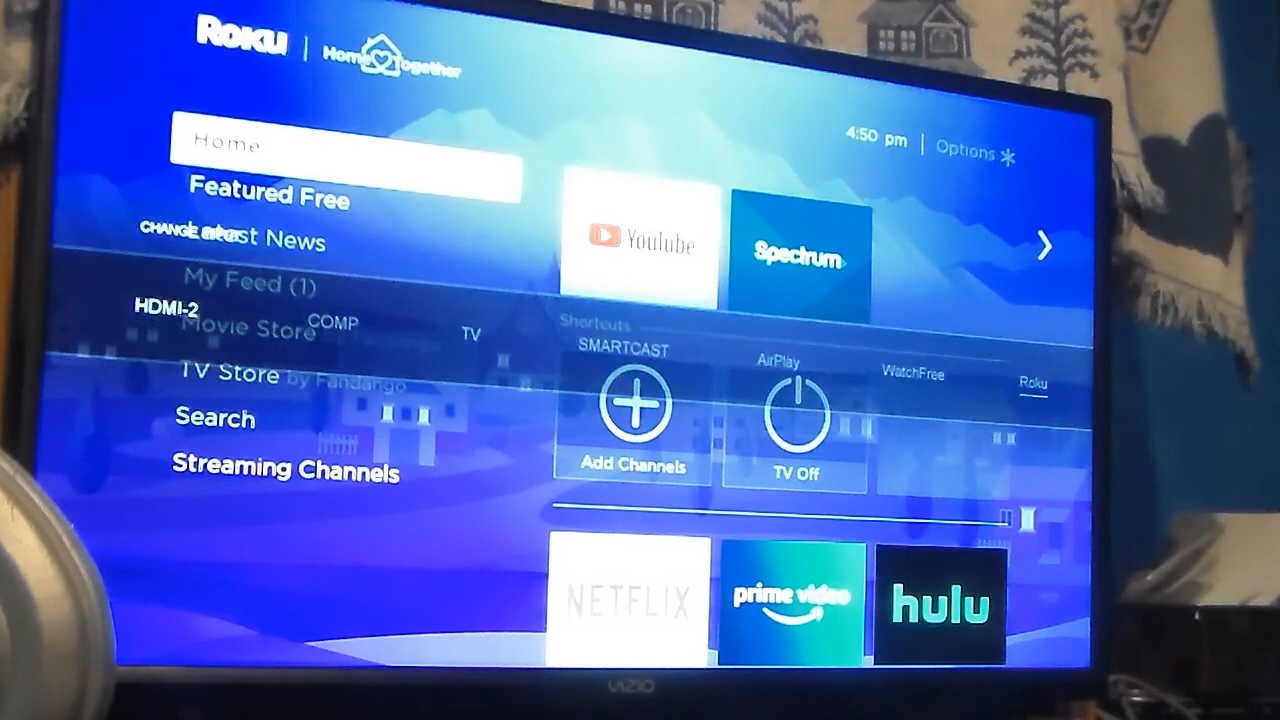 Roku | Home Together
4:50 pm | Options
Home
Featured Free
Latest News
CHANGE
My Feed (1)
HDMI-2
COMP
TV
SMARTCAST
AirPlay
WatchFree
Roku
Movie Store
TV Store by Fandango
Search
Streaming Channels
YouTube
Spectrum
Shortcuts
Add Channels
TV Off
NETFLIX
prime video
hulu
VIZIO